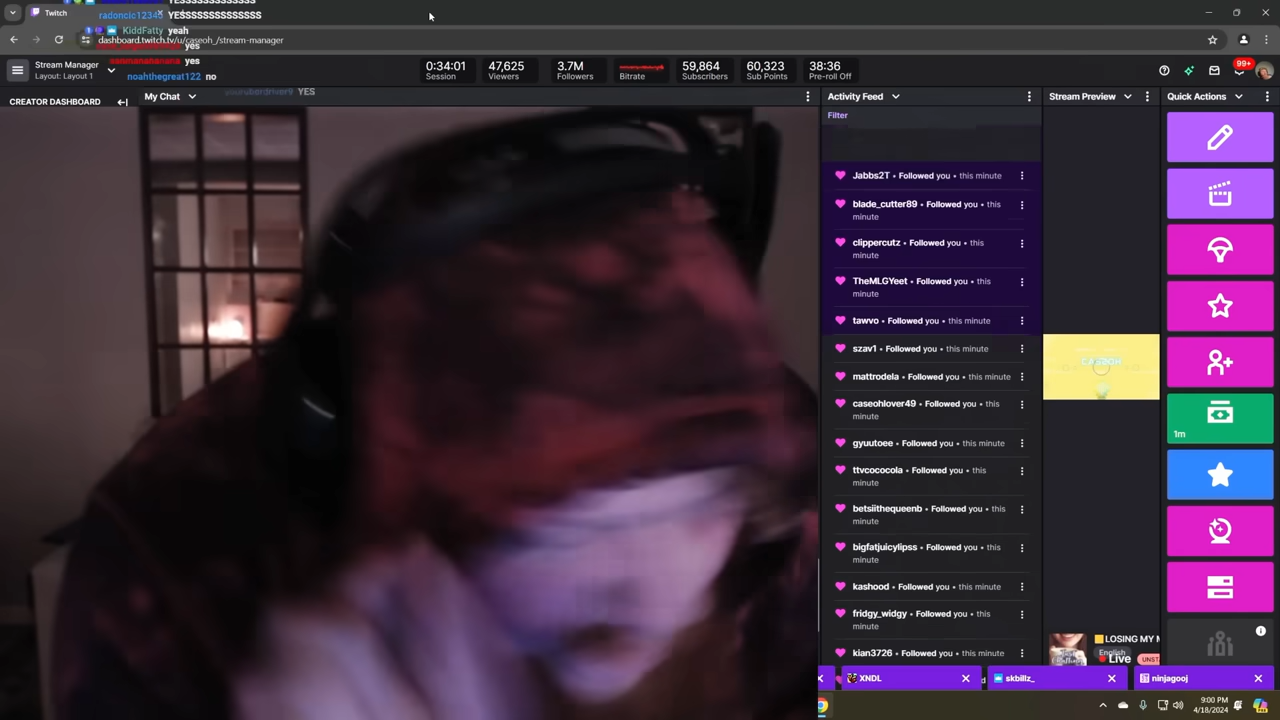 Twitch
radoncic12345 YESSSSSSSSSSSSSS
KiddFatty yeah
yes
dashboard.twitch.tv/u/caseoh_/stream-manager
yes
noahthegreat122 no
YES
Stream Manager
Layout: Layout 1
0:34:01
Session
47,625
Viewers
3.7M
Followers
Bitrate
59,864
Subscribers
60,323
Sub Points
38:36
Pre-roll Off
99+
CREATOR DASHBOARD
My Chat
Activity Feed
Stream Preview
Quick Actions
Filter
Jabbs2T • Followed you • this minute
blade_cutter89 • Followed you • this
minute
clippercutz • Followed you • this
minute
TheMLGYeet • Followed you • this
minute
tawvo • Followed you • this minute
szav1 • Followed you • this minute
mattrodela • Followed you • this minute
caseohlover49 • Followed you • this
minute
gyuutoee • Followed you • this minute
ttvcococola • Followed you • this
minute
betsiithequeenb • Followed you • this
minute
bigfatjuicylipss • Followed you • this
minute
kashood • Followed you • this minute
fridgy_widgy • Followed you • this
minute
kian3726 • Followed you • this minute
CASEOH
1m
LOSING MY M
English
Live
UNST
XNDL
skbillz_
ninjagooj
9:00 PM
4/18/2024